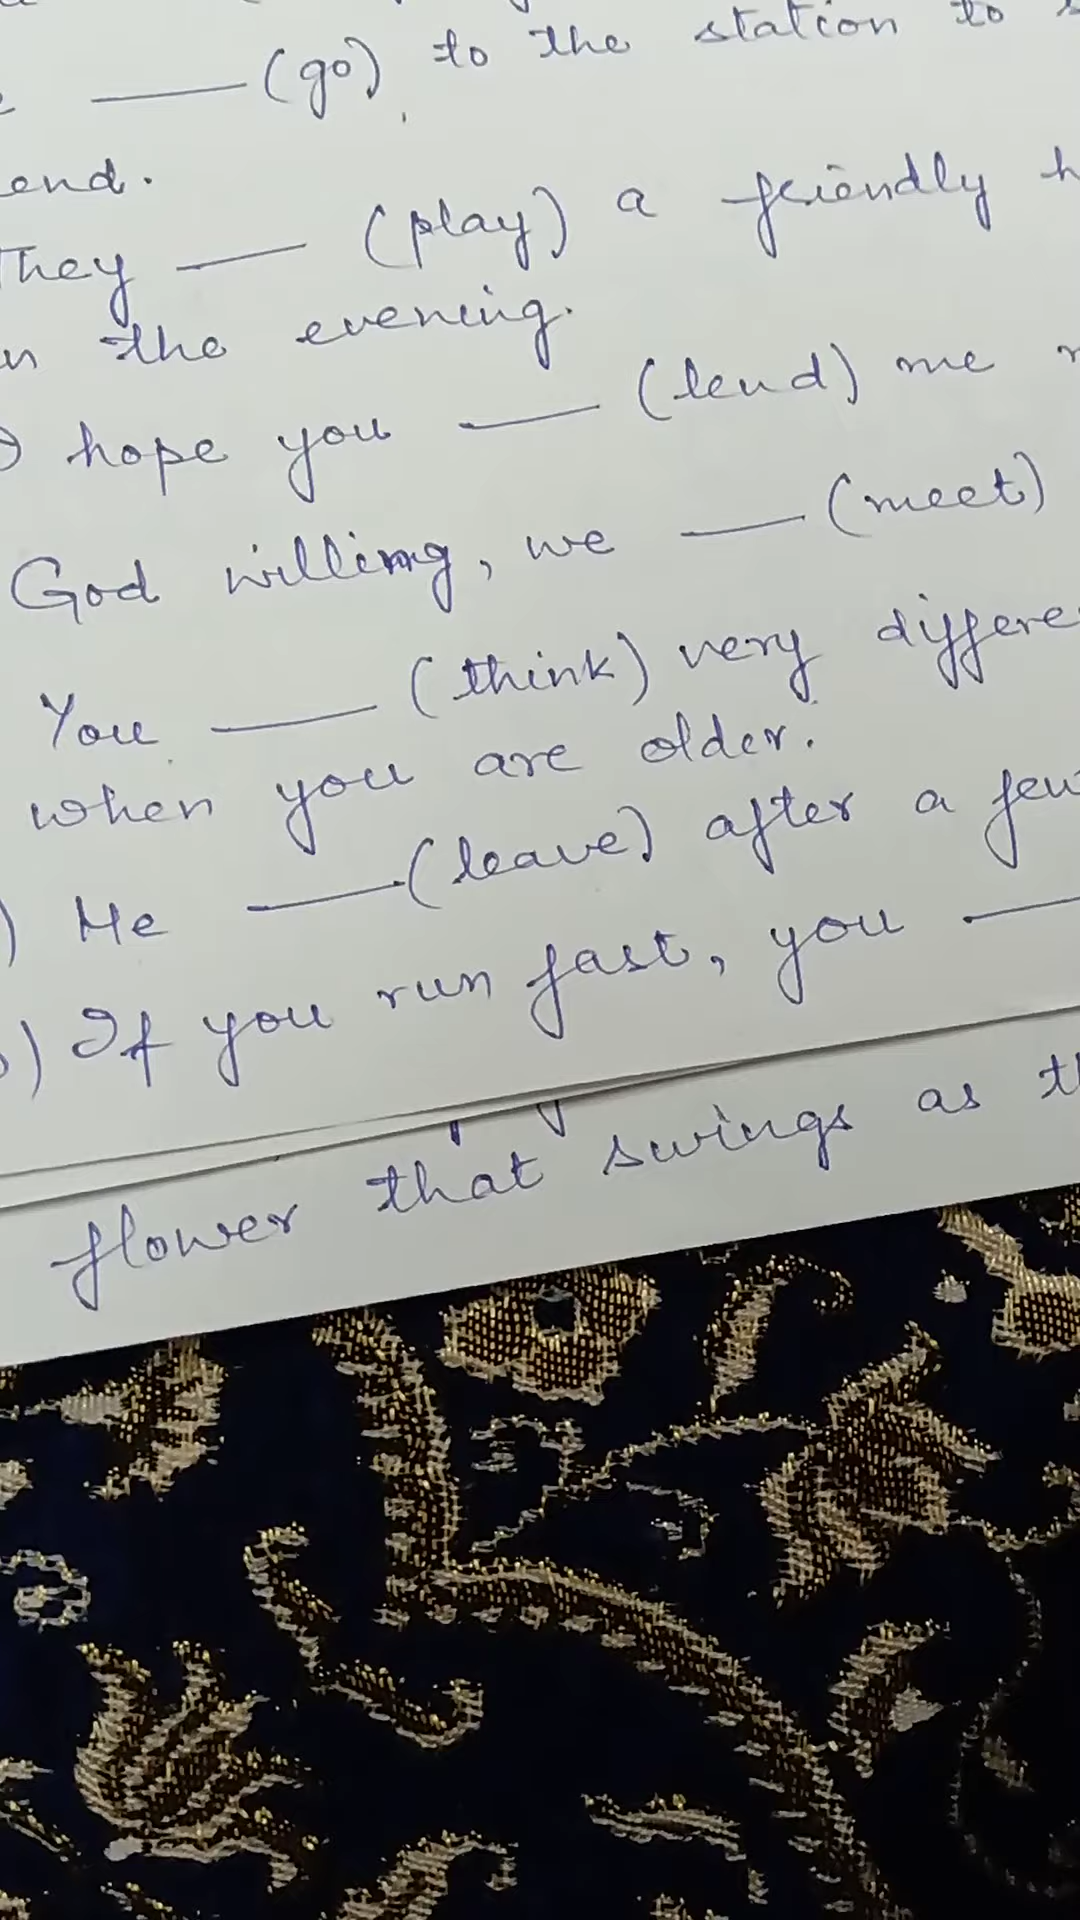 ____ (go) to the station to
end.
They ____ (play) a friendly
the evening.
hope you ____ (lend) me
God willing, we ____ (meet)
You ____ (think) very differe
when you are older.
) He ____ (leave) after a few
) If you run fast, you ____
flower that swings as